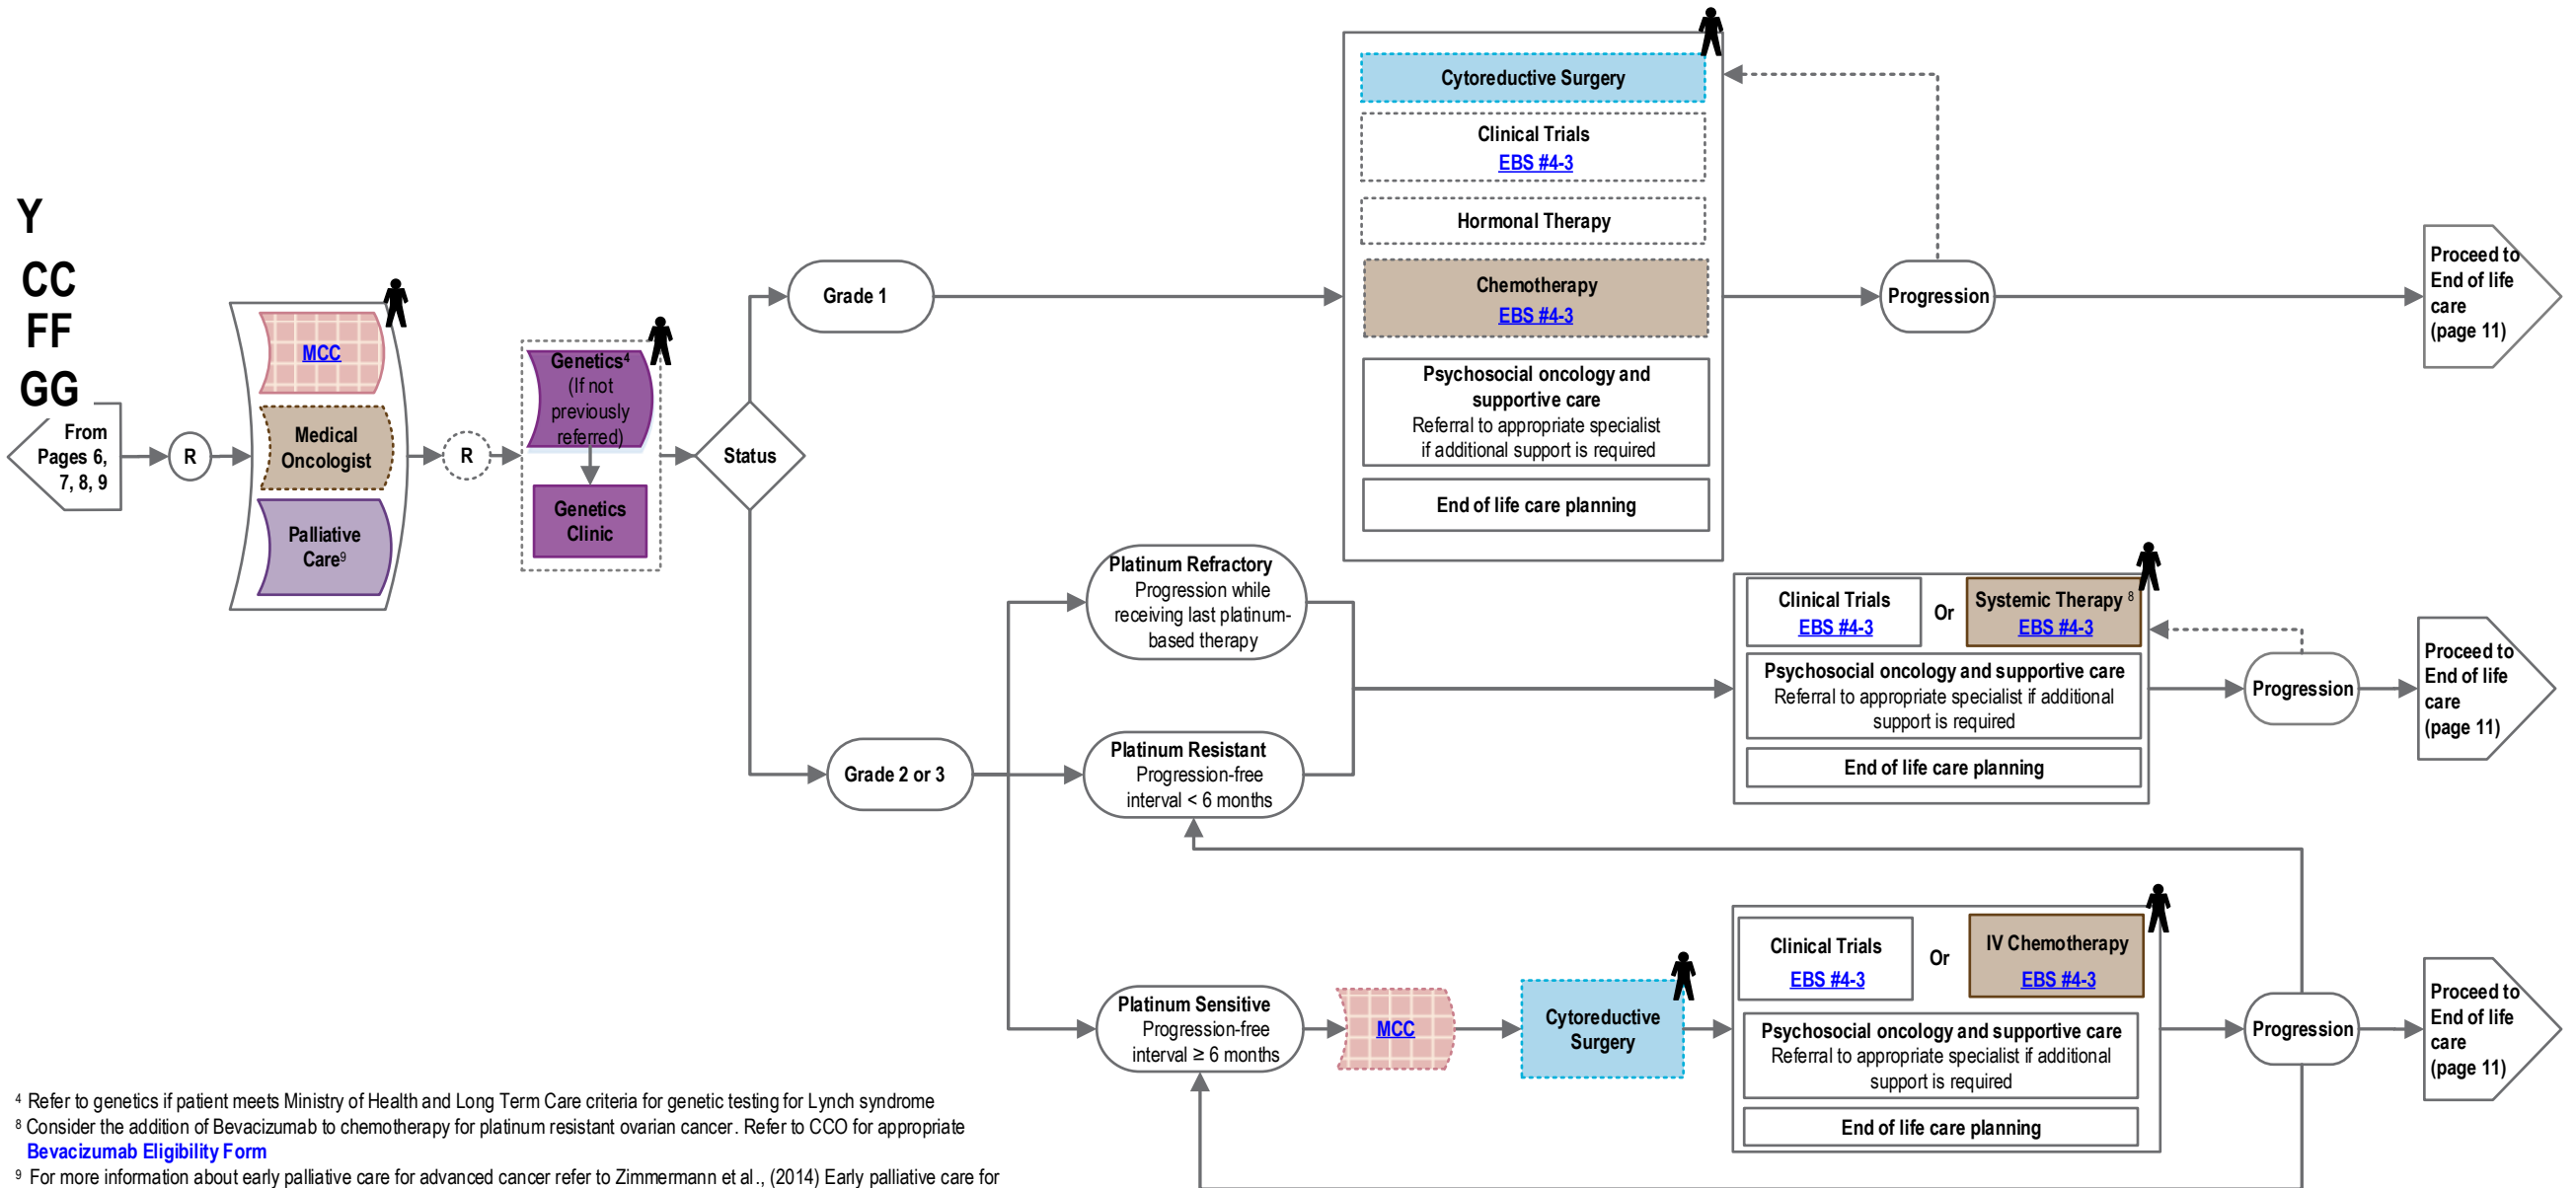 Y
CC
FF
GG
From
Pages 6,
7, 8, 9
R
MCC
Medical
Oncologist
Palliative
Care⁹
R
Genetics⁴
(If not
previously
referred)
Genetics
Clinic
Status
Grade 1
Cytoreductive Surgery
Clinical Trials
EBS #4-3
Hormonal Therapy
Chemotherapy
EBS #4-3
Psychosocial oncology and
supportive care
Referral to appropriate specialist
if additional support is required
End of life care planning
Progression
Proceed to
End of life
care
(page 11)
Grade 2 or 3
Platinum Refractory
Progression while
receiving last platinum-
based therapy
Platinum Resistant
Progression-free
interval < 6 months
Clinical Trials
EBS #4-3
Or
Systemic Therapy ⁸
EBS #4-3
Psychosocial oncology and supportive care
Referral to appropriate specialist if additional
support is required
End of life care planning
Progression
Proceed to
End of life
care
(page 11)
Platinum Sensitive
Progression-free
interval ≥ 6 months
MCC
Cytoreductive
Surgery
Clinical Trials
EBS #4-3
Or
IV Chemotherapy
EBS #4-3
Psychosocial oncology and supportive care
Referral to appropriate specialist if additional
support is required
End of life care planning
Progression
Proceed to
End of life
care
(page 11)
⁴ Refer to genetics if patient meets Ministry of Health and Long Term Care criteria for genetic testing for Lynch syndrome
⁸ Consider the addition of Bevacizumab to chemotherapy for platinum resistant ovarian cancer. Refer to CCO for appropriate
Bevacizumab Eligibility Form
⁹ For more information about early palliative care for advanced cancer refer to Zimmermann et al., (2014) Early palliative care for